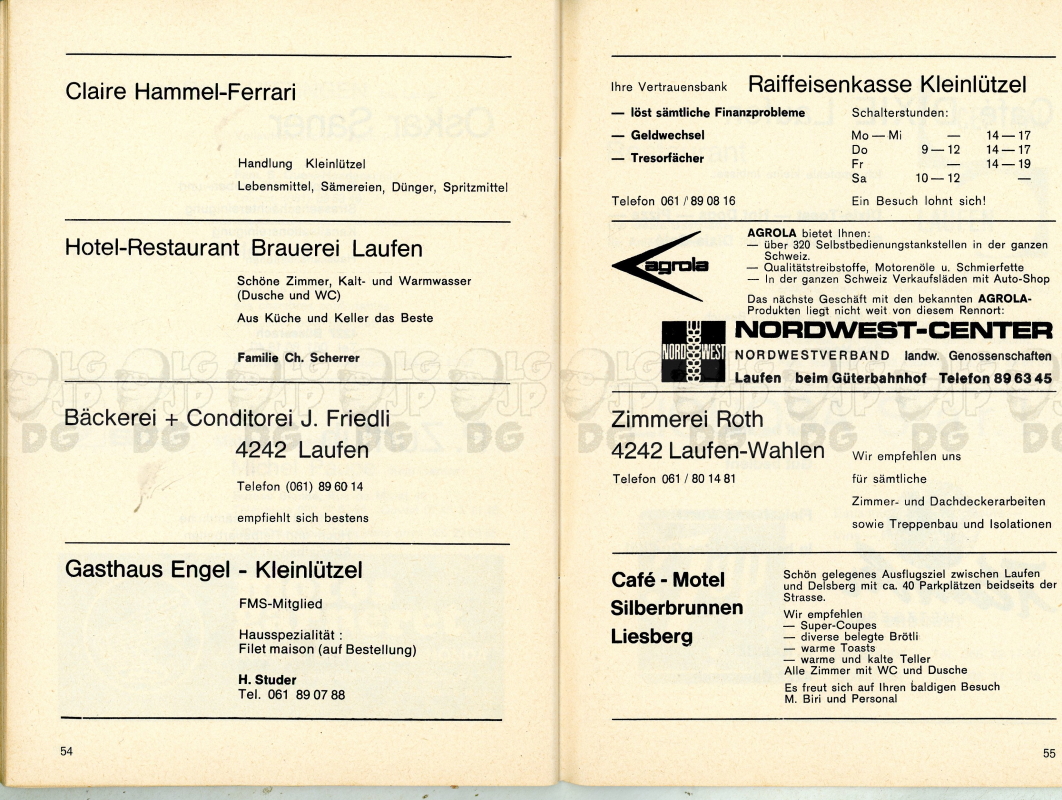 Claire Hammel-Ferrari
Handlung Kleinlützel
Lebensmittel, Sämereien, Dünger, Spritzmittel
Hotel-Restaurant Brauerei Laufen
Schöne Zimmer, Kalt- und Warmwasser
(Dusche und WC)
Aus Küche und Keller das Beste
Familie Ch. Scherrer
Bäckerei + Conditorei J. Friedli
4242 Laufen
Telefon (061) 89 60 14
empfiehlt sich bestens
Gasthaus Engel - Kleinlützel
FMS-Mitglied
Hausspezialität :
Filet maison (auf Bestellung)
H. Studer
Tel. 061 89 07 88
54
Ihre Vertrauensbank Raiffeisenkasse Kleinlützel
— löst sämtliche Finanzprobleme
— Geldwechsel
— Tresorfächer
Telefon 061 / 89 08 16
Schalterstunden:
Mo — Mi — 14 — 17
Do 9 — 12 14 — 17
Fr — 14 — 19
Sa 10 — 12 —
Ein Besuch lohnt sich!
agrola
AGROLA bietet Ihnen:
— über 320 Selbstbedienungstankstellen in der ganzen
Schweiz.
— Qualitätstreibstoffe, Motorenöle u. Schmierfette
— In der ganzen Schweiz Verkaufsläden mit Auto-Shop
Das nächste Geschäft mit den bekannten AGROLA-
Produkten liegt nicht weit von diesem Rennort:
NORD WEST
NORDWEST-CENTER
NORDWESTVERBAND landw. Genossenschaften
Laufen beim Güterbahnhof Telefon 89 63 45
Zimmerei Roth
4242 Laufen-Wahlen
Telefon 061 / 80 14 81
Wir empfehlen uns
für sämtliche
Zimmer- und Dachdeckerarbeiten
sowie Treppenbau und Isolationen
Café - Motel
Silberbrunnen
Liesberg
Schön gelegenes Ausflugsziel zwischen Laufen
und Delsberg mit ca. 40 Parkplätzen beidseits der
Strasse.
Wir empfehlen
— Super-Coupes
— diverse belegte Brötli
— warme Toasts
— warme und kalte Teller
Alle Zimmer mit WC und Dusche
Es freut sich auf Ihren baldigen Besuch
M. Biri und Personal
55